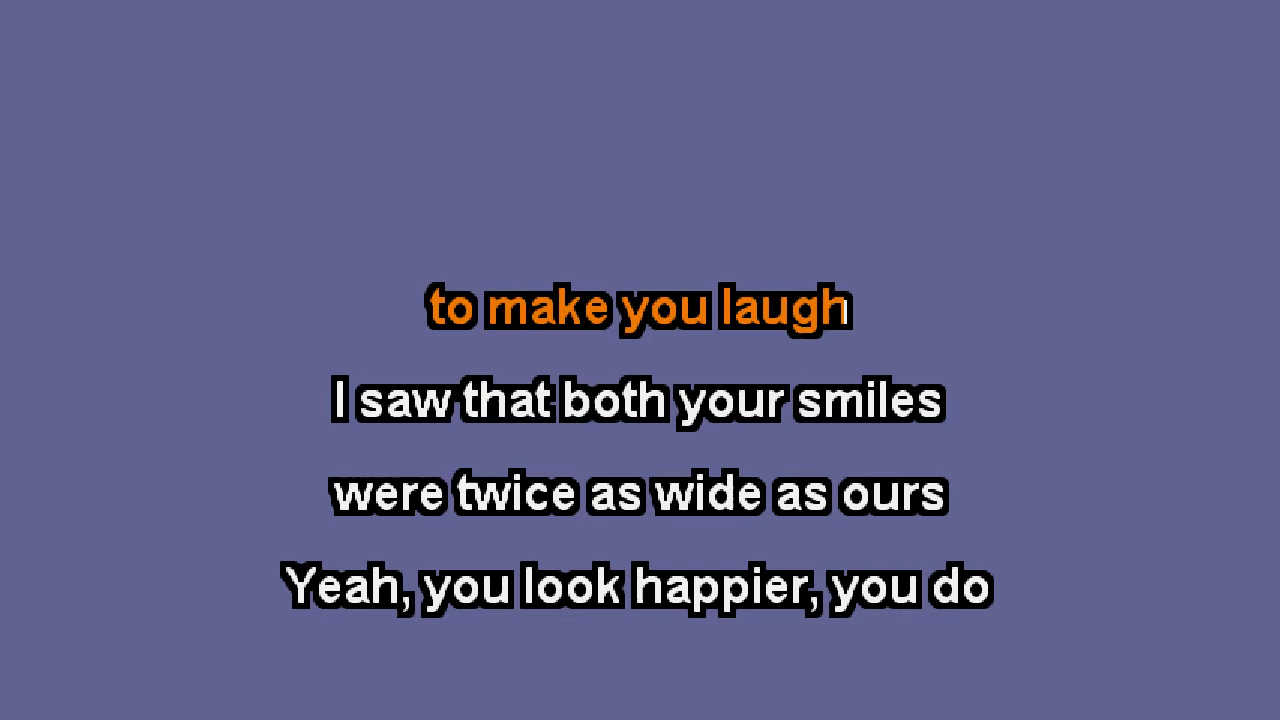 to make you laugh
I saw that both your smiles
were twice as wide as ours
Yeah, you look happier, you do